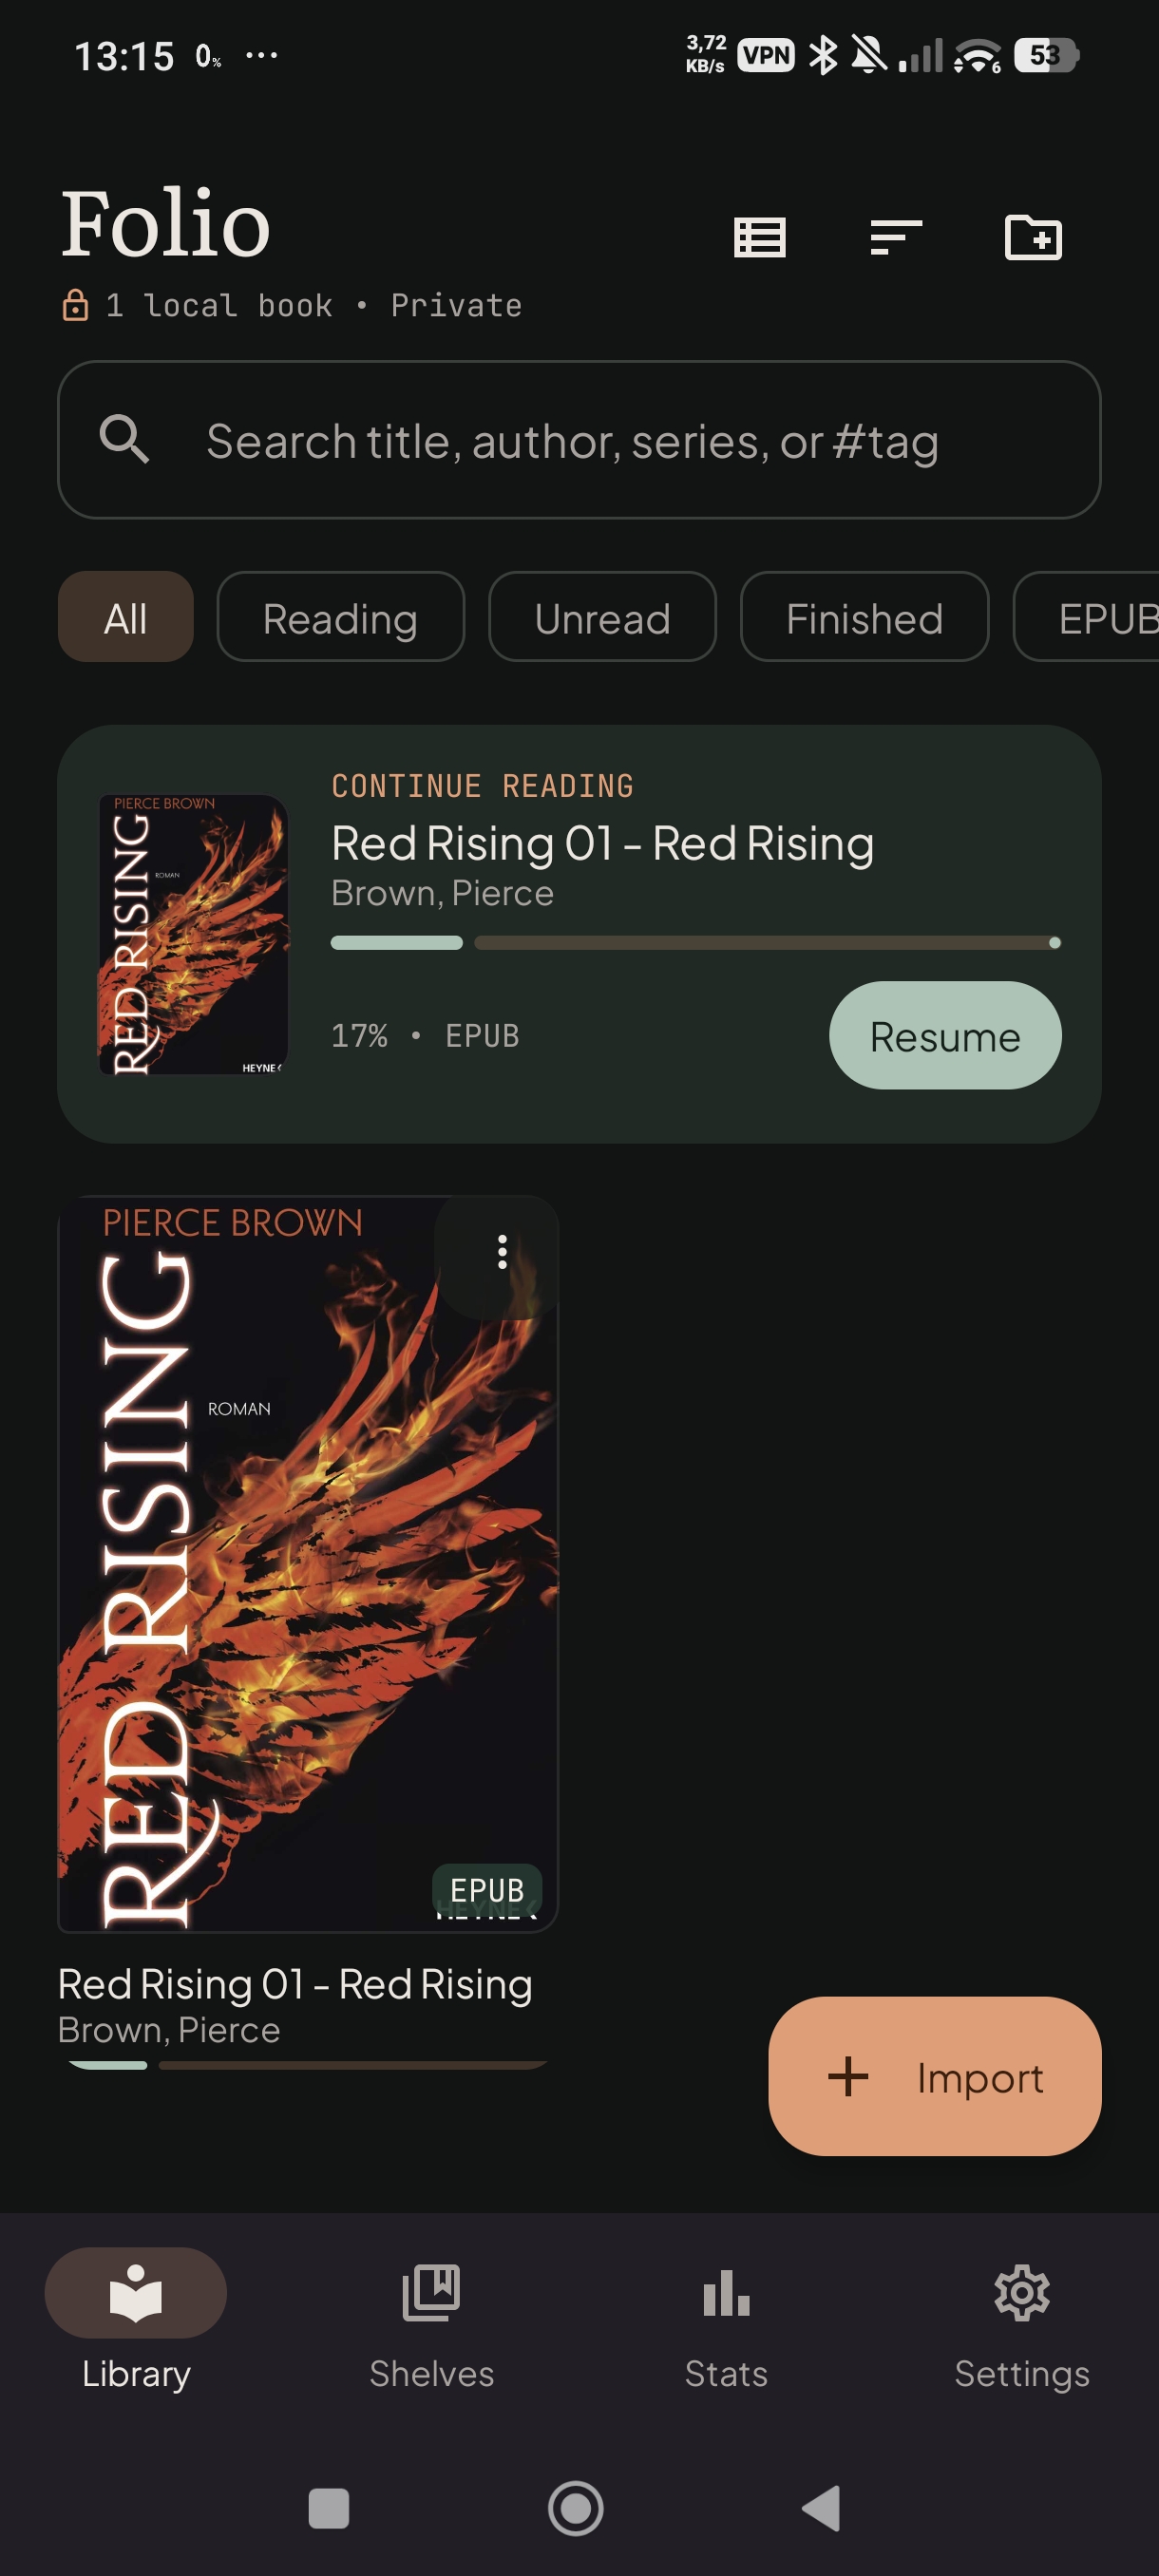 13:15 0% ...
3,72 KB/s VPN 6 53
Folio
1 local book • Private
Search title, author, series, or #tag
All Reading Unread Finished EPUB
CONTINUE READING
Red Rising 01 - Red Rising
Brown, Pierce
17% • EPUB
Resume
PIERCE BROWN
RED RISING
ROMAN
HEYNE<
PIERCE BROWN
RED RISING
ROMAN
EPUB
HEYNE<
Red Rising 01 - Red Rising
Brown, Pierce
+ Import
Library Shelves Stats Settings